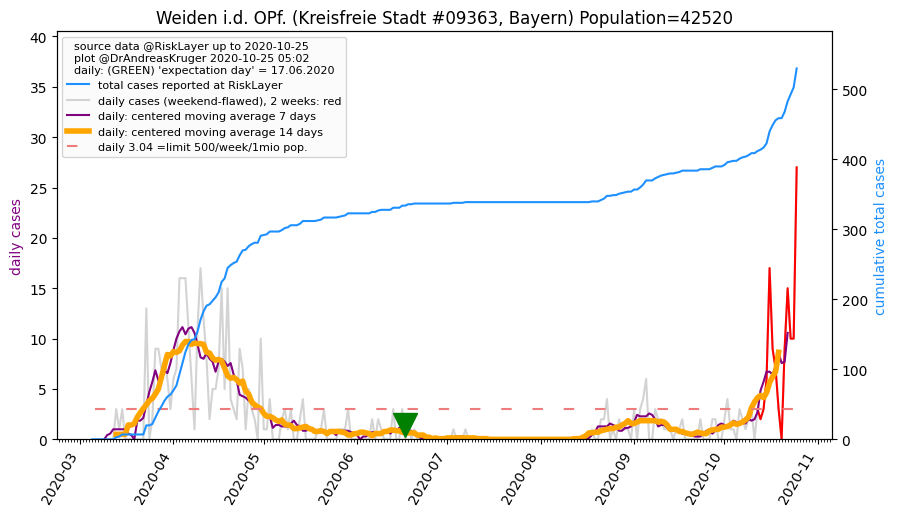 Weiden i.d. OPf. (Kreisfreie Stadt #09363, Bayern) Population=42520
source data @RiskLayer up to 2020-10-25
plot @DrAndreasKruger 2020-10-25 05:02
daily: (GREEN) 'expectation day' = 17.06.2020
total cases reported at RiskLayer
daily cases (weekend-flawed), 2 weeks: red
daily: centered moving average 7 days
daily: centered moving average 14 days
daily 3.04 =limit 500/week/1mio pop.
daily cases
40
35
30
25
20
15
10
5
0
cumulative total cases
500
400
300
200
100
0
2020-03
2020-04
2020-05
2020-06
2020-07
2020-08
2020-09
2020-10
2020-11